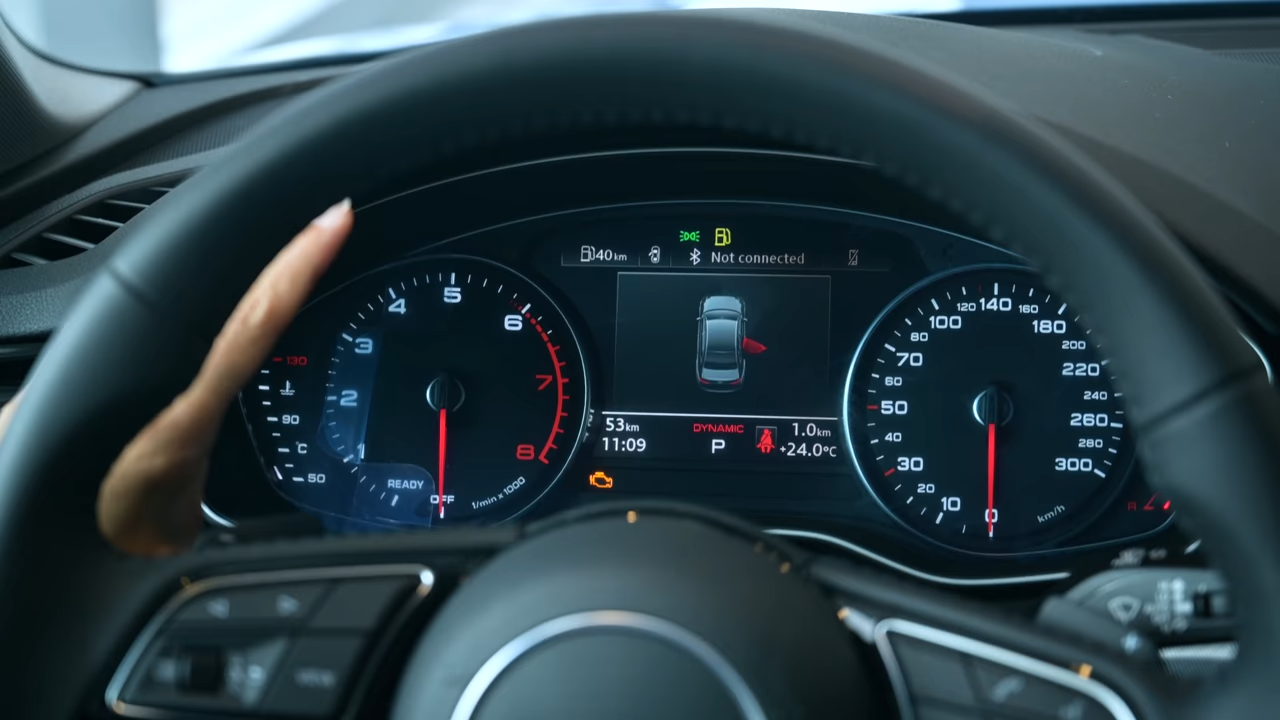 40km
Not connected
53km
11:09
DYNAMIC
P
1.0km
+24.0°C
130
90
°C
50
1
2
3
4
5
6
7
8
READY
OFF
1/min x 1000
0
10
20
30
40
50
60
70
80
100
120
140
160
180
200
220
240
260
280
300
km/h
R